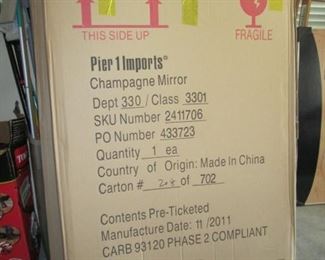 THIS SIDE UP
FRAGILE
Pier 1 Imports®
Champagne Mirror
Dept 330 / Class 3301
SKU Number 2411706
PO Number 433723
Quantity 1 ea
Country of Origin: Made In China
Carton # 208 of 702
Contents Pre-Ticketed
Manufacture Date: 11 / 2011
CARB 93120 PHASE 2 COMPLIANT